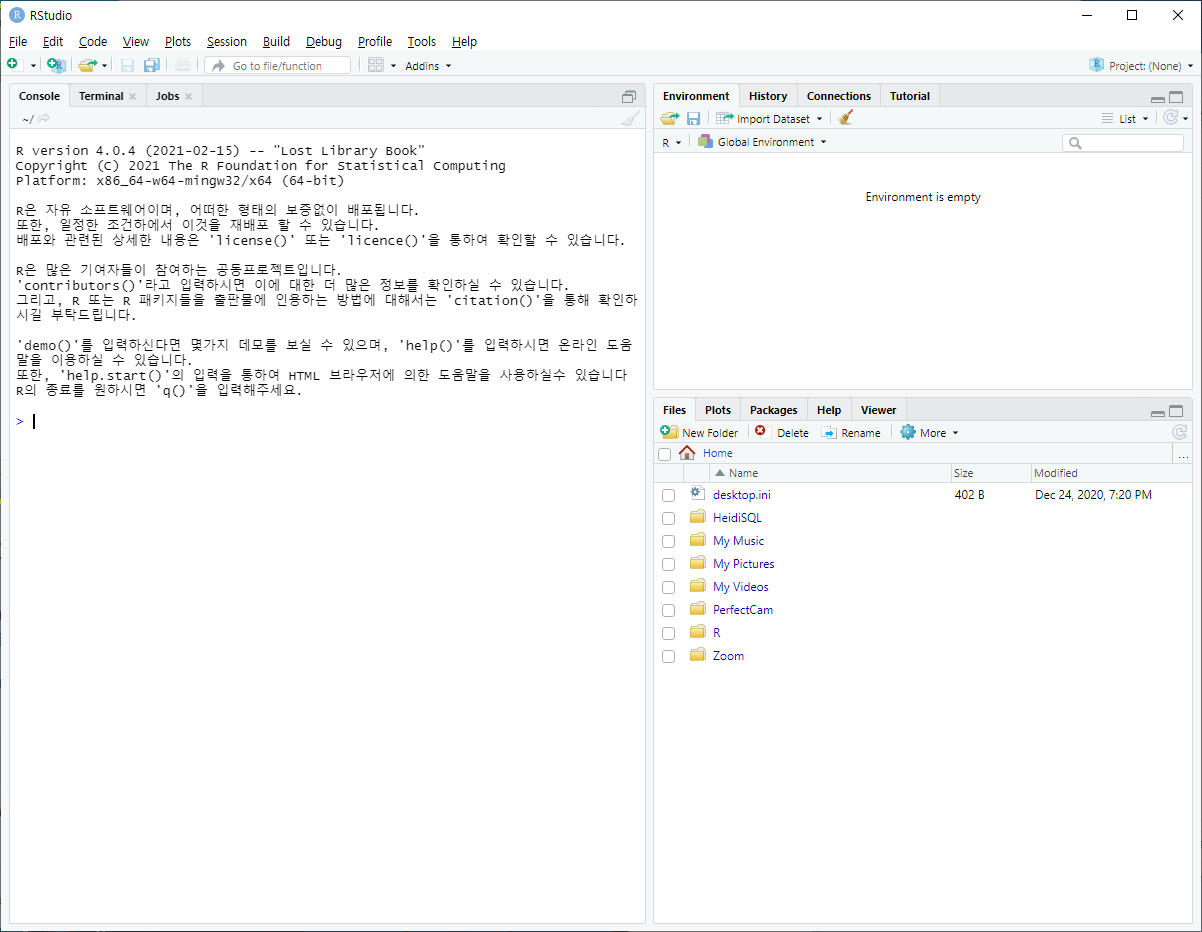 RStudio
File Edit Code View Plots Session Build Debug Profile Tools Help
Go to file/function Addins Project: (None)
Console Terminal Jobs
~/
R version 4.0.4 (2021-02-15) -- "Lost Library Book"
Copyright (C) 2021 The R Foundation for Statistical Computing
Platform: x86_64-w64-mingw32/x64 (64-bit)
R은 자유 소프트웨어이며, 어떠한 형태의 보증없이 배포됩니다.
또한, 일정한 조건하에서 이것을 재배포 할 수 있습니다.
배포와 관련된 상세한 내용은 'license()' 또는 'licence()'을 통하여 확인할 수 있습니다.
R은 많은 기여자들이 참여하는 공동프로젝트입니다.
'contributors()'라고 입력하시면 이에 대한 더 많은 정보를 확인하실 수 있습니다.
그리고, R 또는 R 패키지들을 출판물에 인용하는 방법에 대해서는 'citation()'을 통해 확인하
시길 부탁드립니다.
'demo()'를 입력하신다면 몇가지 데모를 보실 수 있으며, 'help()'를 입력하시면 온라인 도움
말을 이용하실 수 있습니다.
또한, 'help.start()'의 입력을 통하여 HTML 브라우저에 의한 도움말을 사용하실수 있습니다
R의 종료를 원하시면 'q()'을 입력해주세요.
>
Environment History Connections Tutorial
Import Dataset List
R Global Environment
Environment is empty
Files Plots Packages Help Viewer
New Folder Delete Rename More
Home ...
Name Size Modified
desktop.ini 402 B Dec 24, 2020, 7:20 PM
HeidiSQL
My Music
My Pictures
My Videos
PerfectCam
R
Zoom